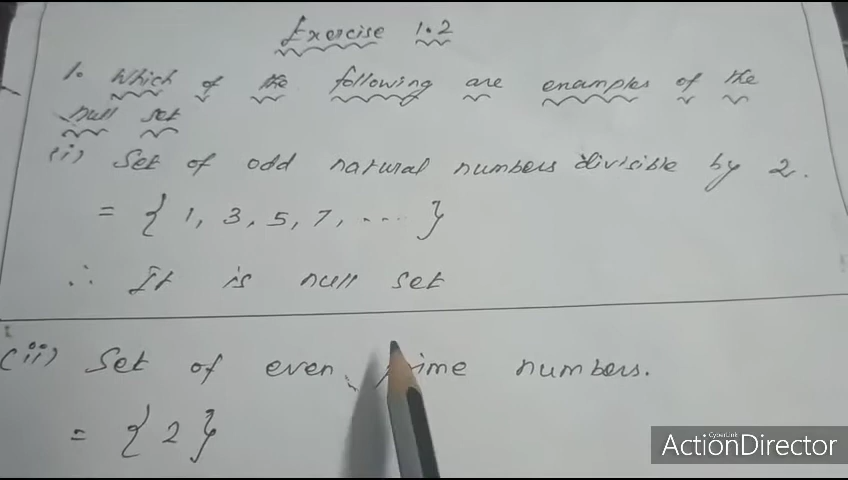 Exercise 1.2
1. Which of the following are examples of the
null set
(i) Set of odd natural numbers divisible by 2.
= { 1, 3, 5, 7, .... }
∴ It is null set
(ii) Set of even numbers.
= { 2 }
CyberLink
ActionDirector